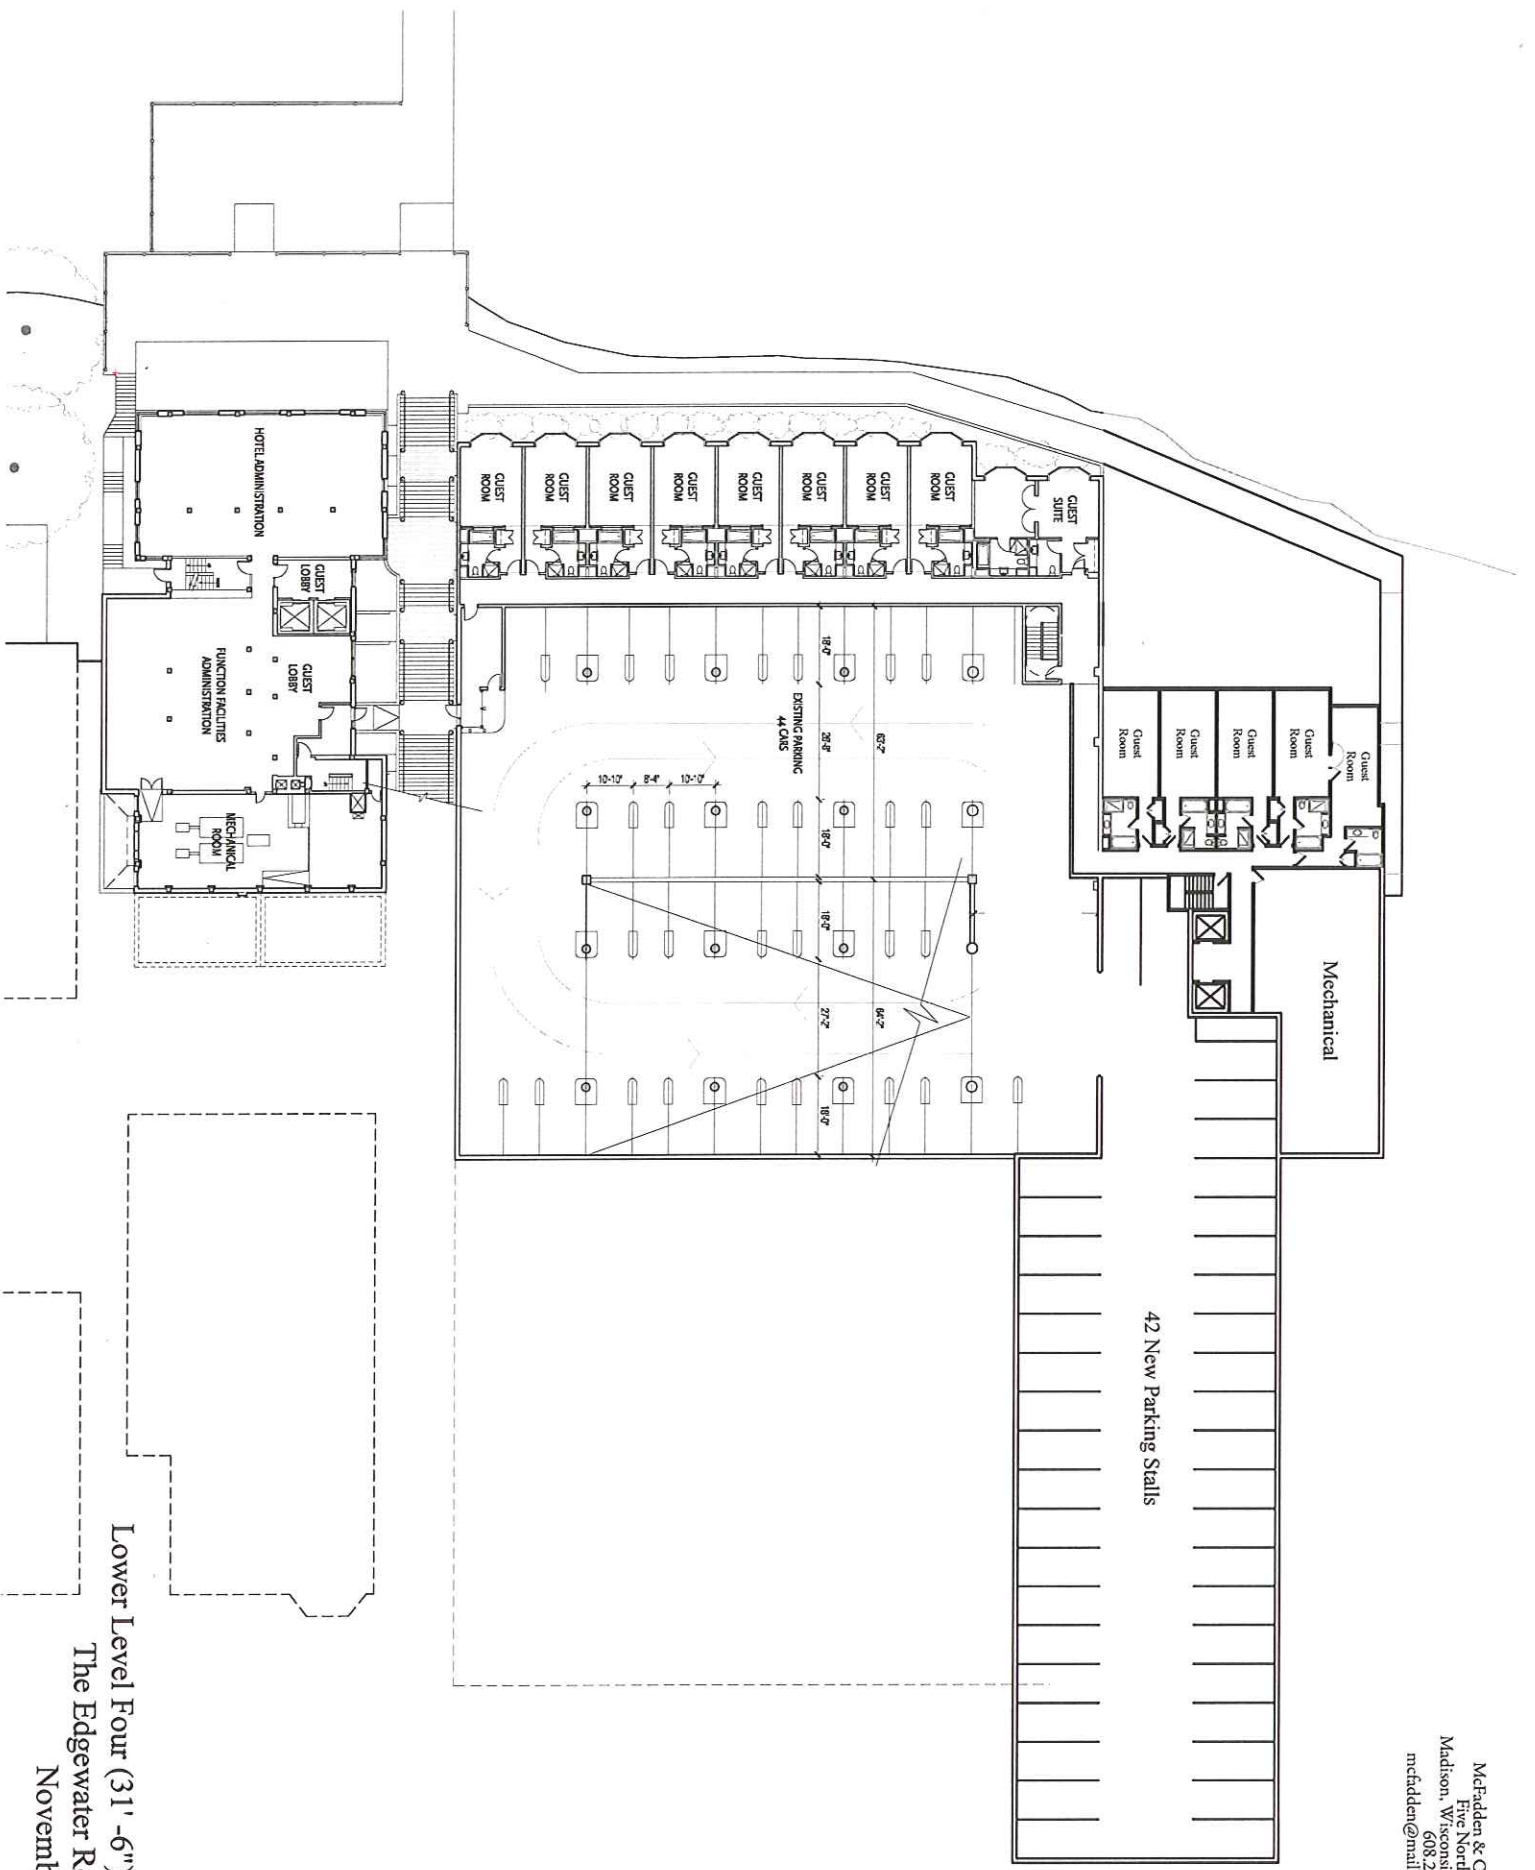 McFadden & C
Five North
Madison, Wisconsi
608.2
mcfadden@mail
HOTEL ADMINISTRATION
GUEST
LOBBY
GUEST
LOBBY
FUNCTION FACILITIES
ADMINISTRATION
MECHANICAL
ROOM
GUEST
ROOM
GUEST
ROOM
GUEST
ROOM
GUEST
ROOM
GUEST
ROOM
GUEST
ROOM
GUEST
ROOM
GUEST
ROOM
GUEST
SUITE
EXISTING PARKING
44 CARS
18'-0"
26'-8"
18'-0"
18'-0"
27'-2"
18'-0"
63'-7"
64'-2"
10'-10"
8'-4"
10'-10"
Guest
Room
Guest
Room
Guest
Room
Guest
Room
Guest
Room
Mechanical
42 New Parking Stalls
Lower Level Four (31' -6")
The Edgewater R
Novemb